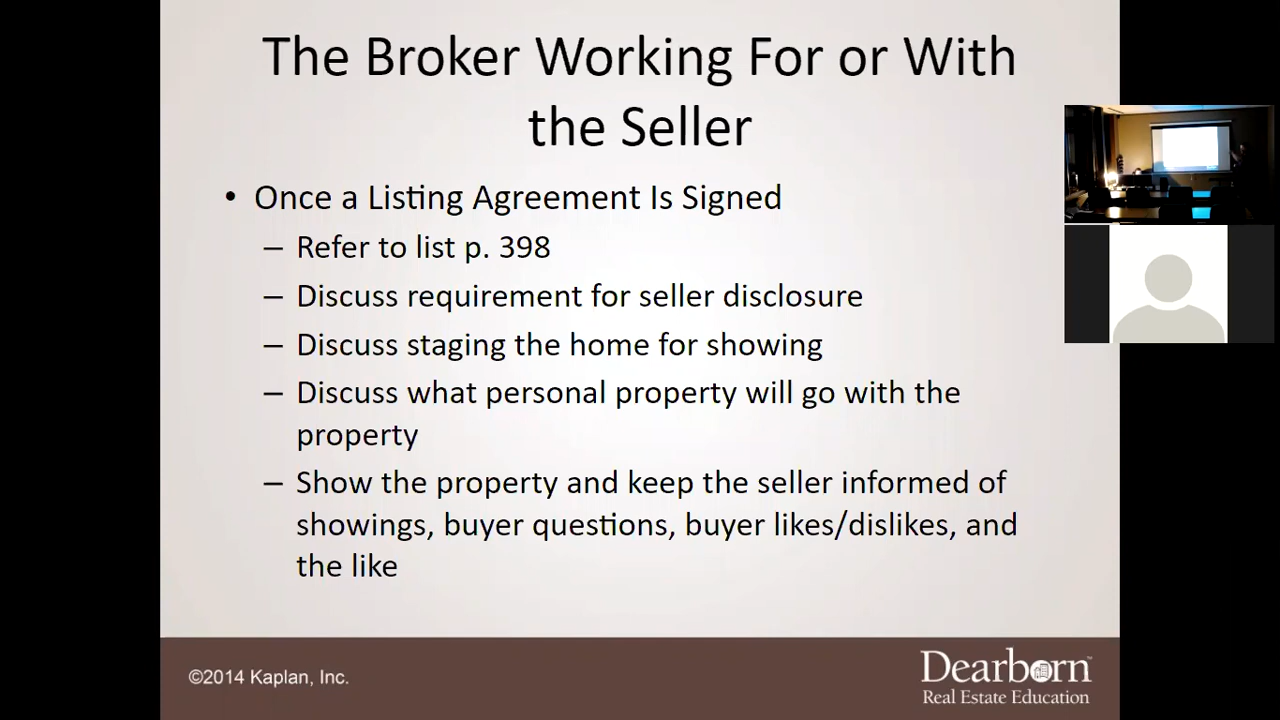 The Broker Working For or With
the Seller
• Once a Listing Agreement Is Signed
– Refer to list p. 398
– Discuss requirement for seller disclosure
– Discuss staging the home for showing
– Discuss what personal property will go with the
property
– Show the property and keep the seller informed of
showings, buyer questions, buyer likes/dislikes, and
the like
©2014 Kaplan, Inc.
Dearborn™
Real Estate Education